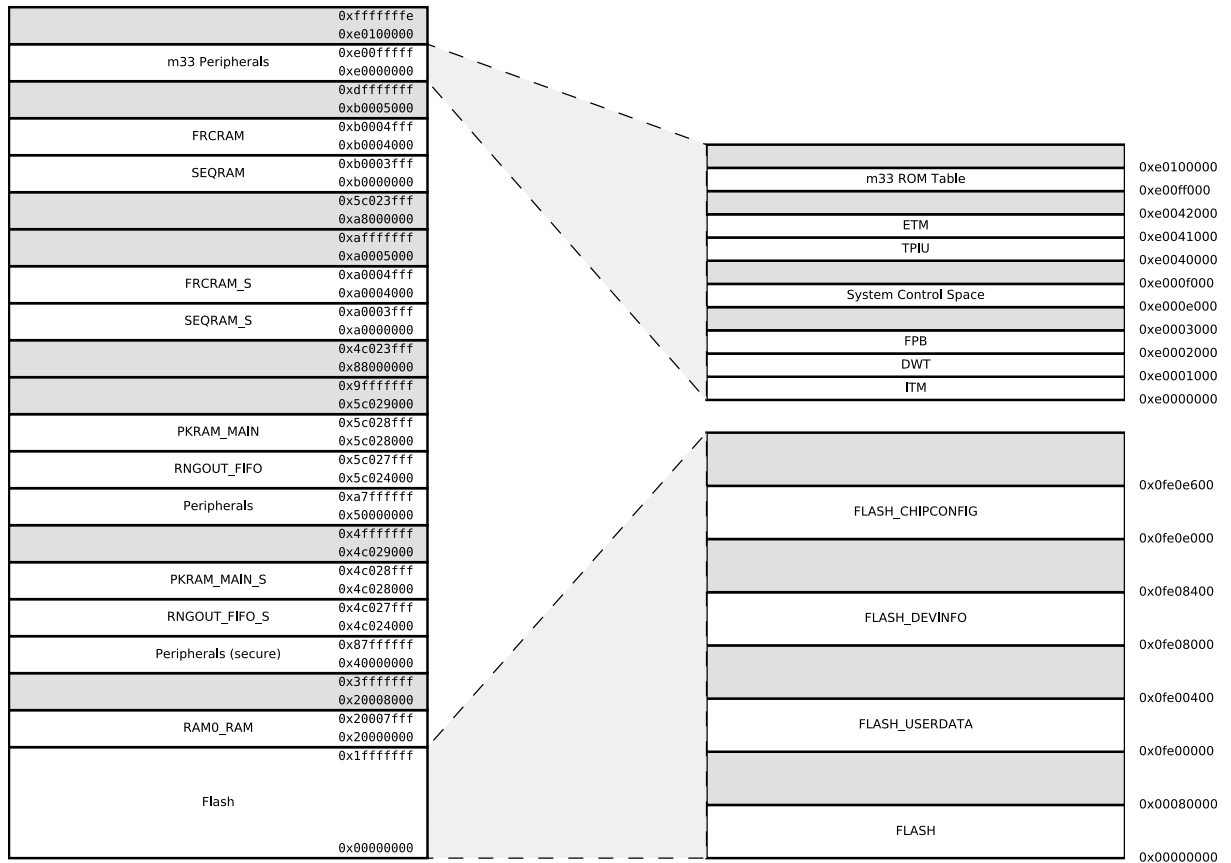 0xfffffffe
0xe0100000
m33 Peripherals
0xe00fffff
0xe0000000
0xdfffffff
0xb0005000
FRCRAM
0xb0004fff
0xb0004000
SEQRAM
0xb0003fff
0xb0000000
0x5c023fff
0xa8000000
0xafffffff
0xa0005000
FRCRAM_S
0xa0004fff
0xa0004000
SEQRAM_S
0xa0003fff
0xa0000000
0x4c023fff
0x88000000
0x9fffffff
0x5c029000
PKRAM_MAIN
0x5c028fff
0x5c028000
RNGOUT_FIFO
0x5c027fff
0x5c024000
Peripherals
0xa7ffffff
0x50000000
0x4fffffff
0x4c029000
PKRAM_MAIN_S
0x4c028fff
0x4c028000
RNGOUT_FIFO_S
0x4c027fff
0x4c024000
Peripherals (secure)
0x87ffffff
0x40000000
0x3fffffff
0x20008000
RAM0_RAM
0x20007fff
0x20000000
0x1fffffff
Flash
0x00000000
0xe0100000
m33 ROM Table
0xe00ff000
0xe0042000
ETM
0xe0041000
TPIU
0xe0040000
0xe000f000
System Control Space
0xe000e000
0xe0003000
FPB
0xe0002000
DWT
0xe0001000
ITM
0xe0000000
0x0fe0e600
FLASH_CHIPCONFIG
0x0fe0e000
0x0fe08400
FLASH_DEVINFO
0x0fe08000
0x0fe00400
FLASH_USERDATA
0x0fe00000
0x00080000
FLASH
0x00000000